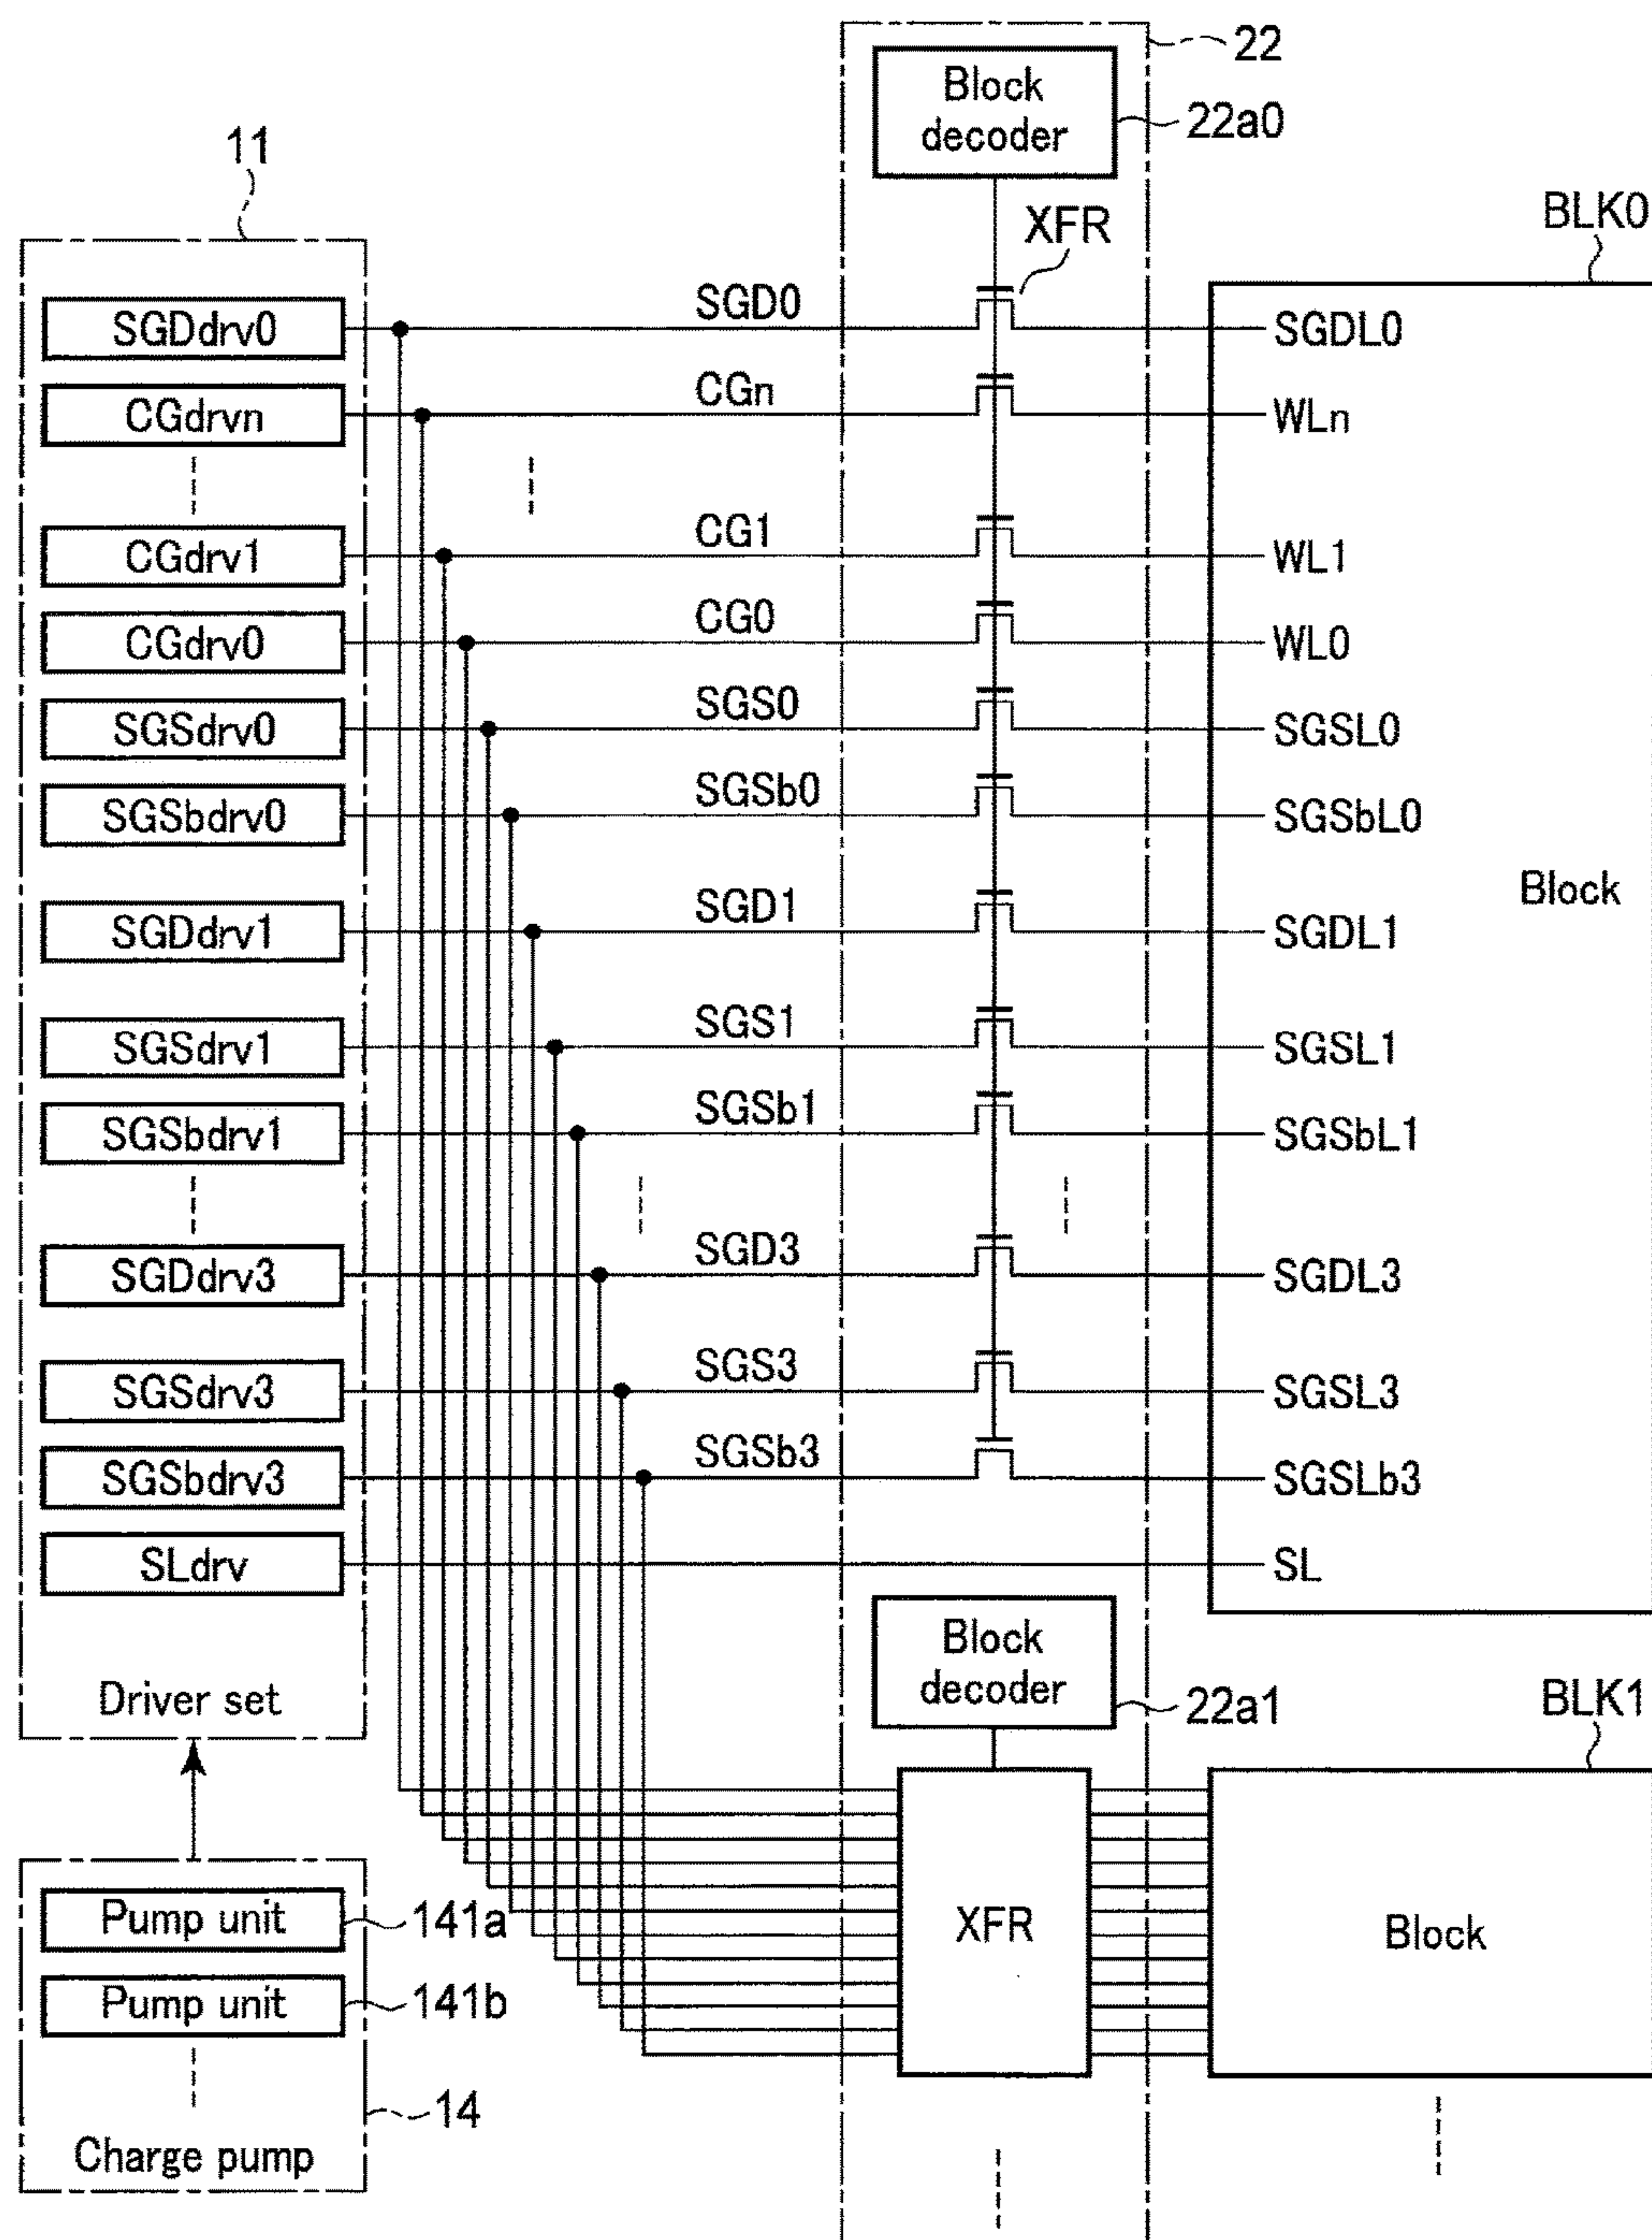 22
Block
decoder
22a0
11
XFR
BLK0
SGDdrv0
SGD0
SGDL0
CGdrvn
CGn
WLn
CGdrv1
CG1
WL1
CGdrv0
CG0
WL0
SGSdrv0
SGS0
SGSL0
SGSbdrv0
SGSb0
SGSbL0
Block
SGDdrv1
SGD1
SGDL1
SGSdrv1
SGS1
SGSL1
SGSbdrv1
SGSb1
SGSbL1
SGDdrv3
SGD3
SGDL3
SGSdrv3
SGS3
SGSL3
SGSbdrv3
SGSb3
SGSLb3
SLdrv
SL
Driver set
Block
decoder
22a1
BLK1
Pump unit
141a
XFR
Block
Pump unit
141b
14
Charge pump